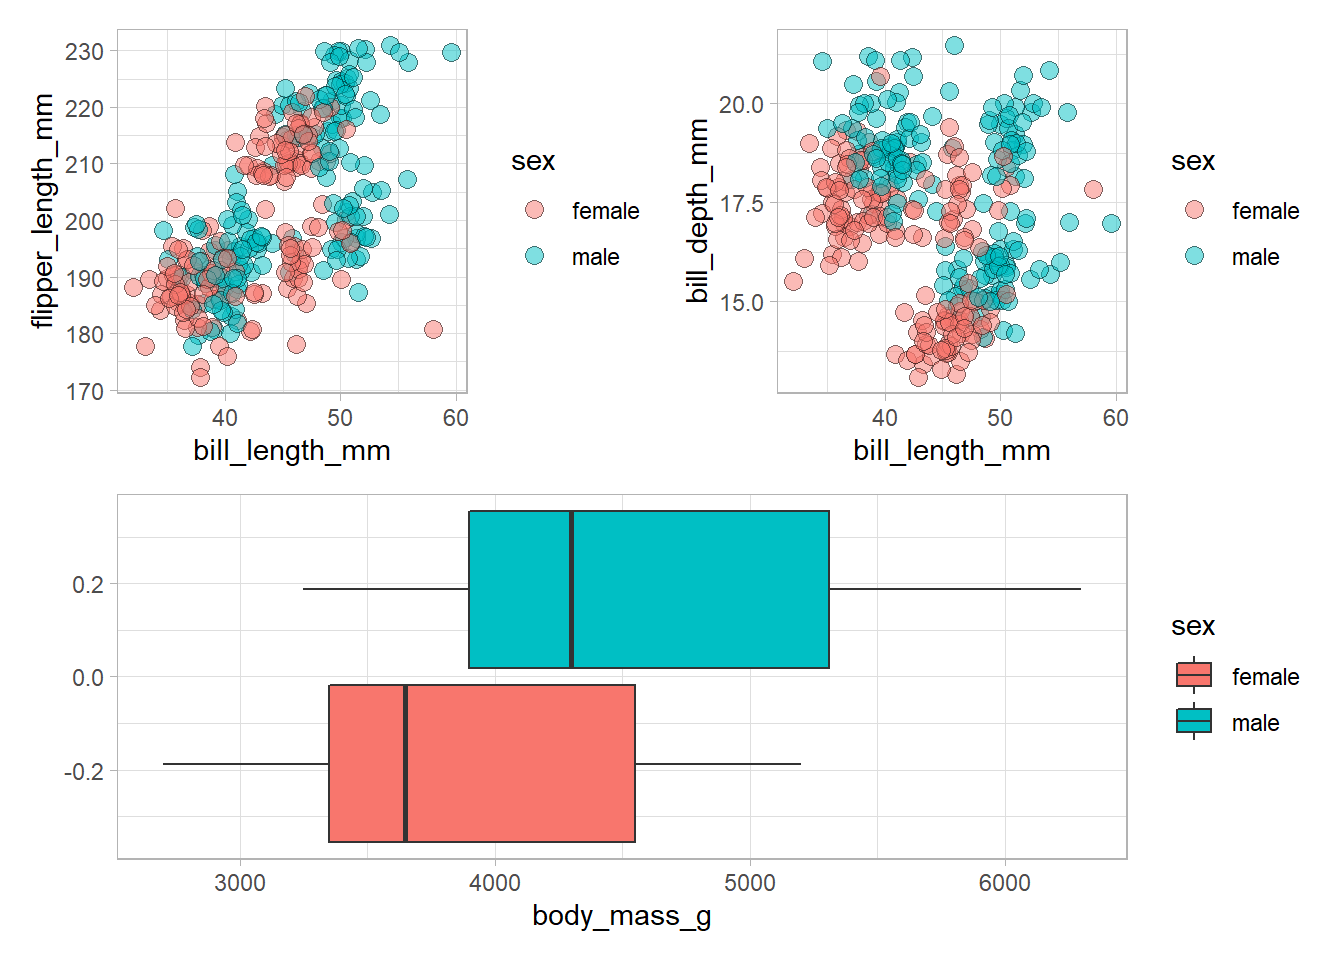 230
220
210
200
190
180
170
flipper_length_mm
40 50 60
bill_length_mm
sex
female
male
20.0
17.5
15.0
bill_depth_mm
40 50 60
bill_length_mm
sex
female
male
0.2
0.0
-0.2
3000 4000 5000 6000
body_mass_g
sex
female
male